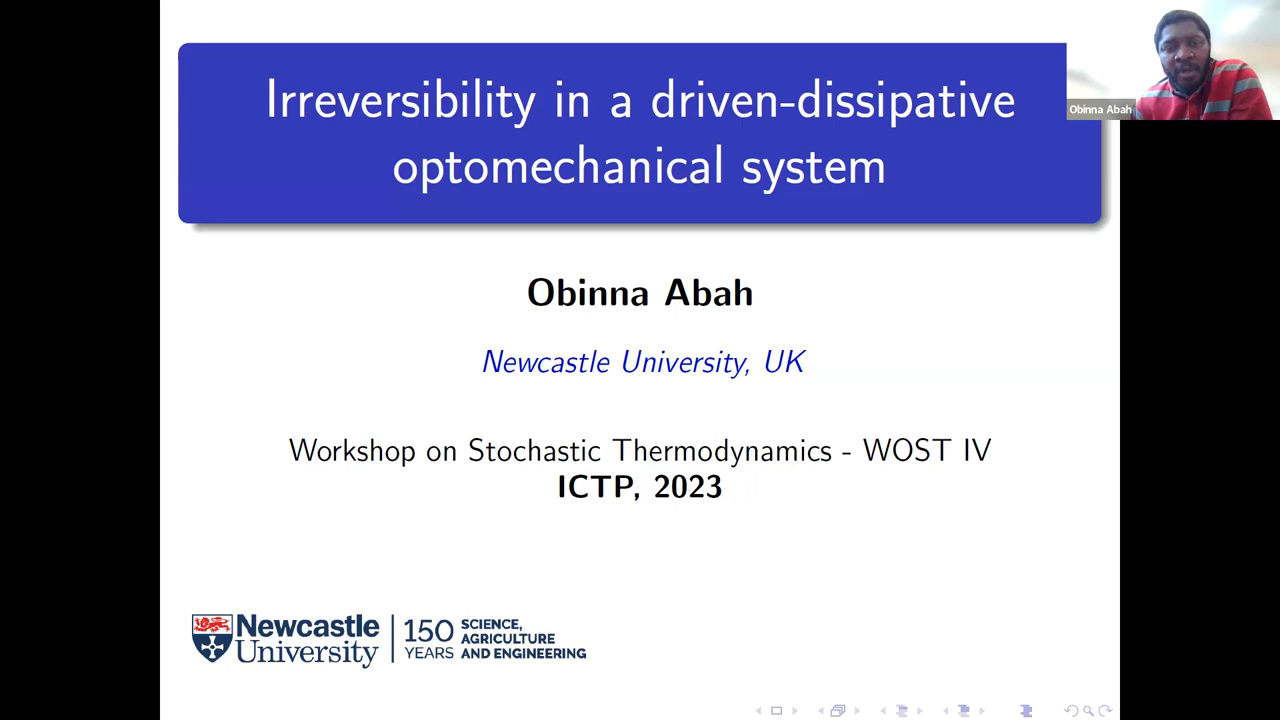 Irreversibility in a driven-dissipative
optomechanical system
Obinna Abah
Obinna Abah
Newcastle University, UK
Workshop on Stochastic Thermodynamics - WOST IV
ICTP, 2023
Newcastle
University
150
YEARS
SCIENCE,
AGRICULTURE
AND ENGINEERING